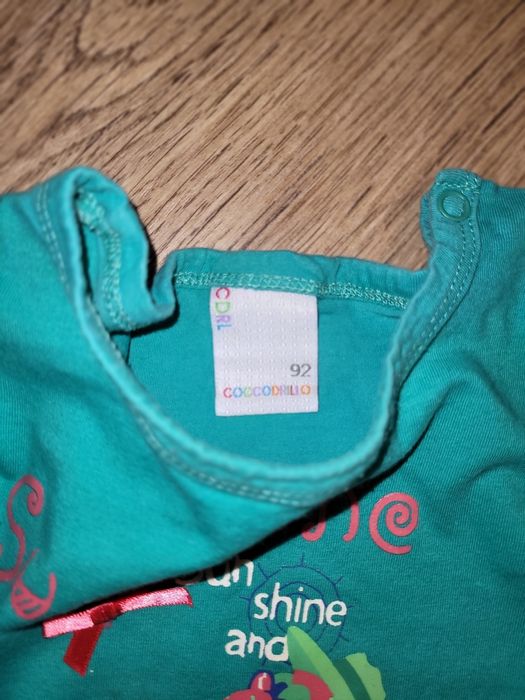 CDRL
92
COCCODRILLO
sun
shine
and